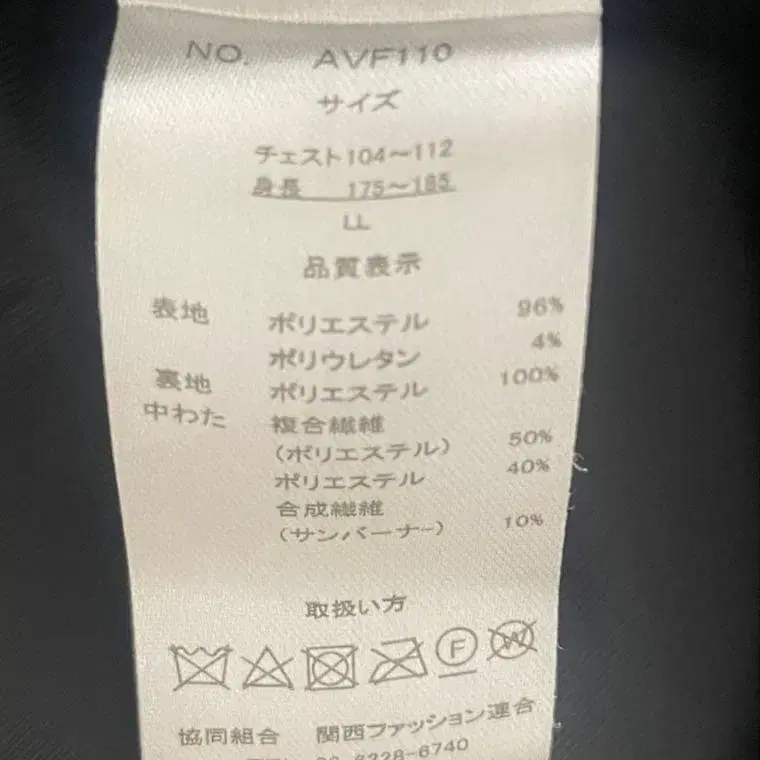 NO. AVF110
サイズ
チェスト104～112
身長 175～185
LL
品質表示
表地 ポリエステル 96%
ポリウレタン 4%
裏地 ポリエステル 100%
中わた 複合繊維
(ポリエステル) 50%
ポリエステル 40%
合成繊維
(サンバーナー) 10%
取扱い方
F W
協同組合 関西ファッション連合
06-6228-6740